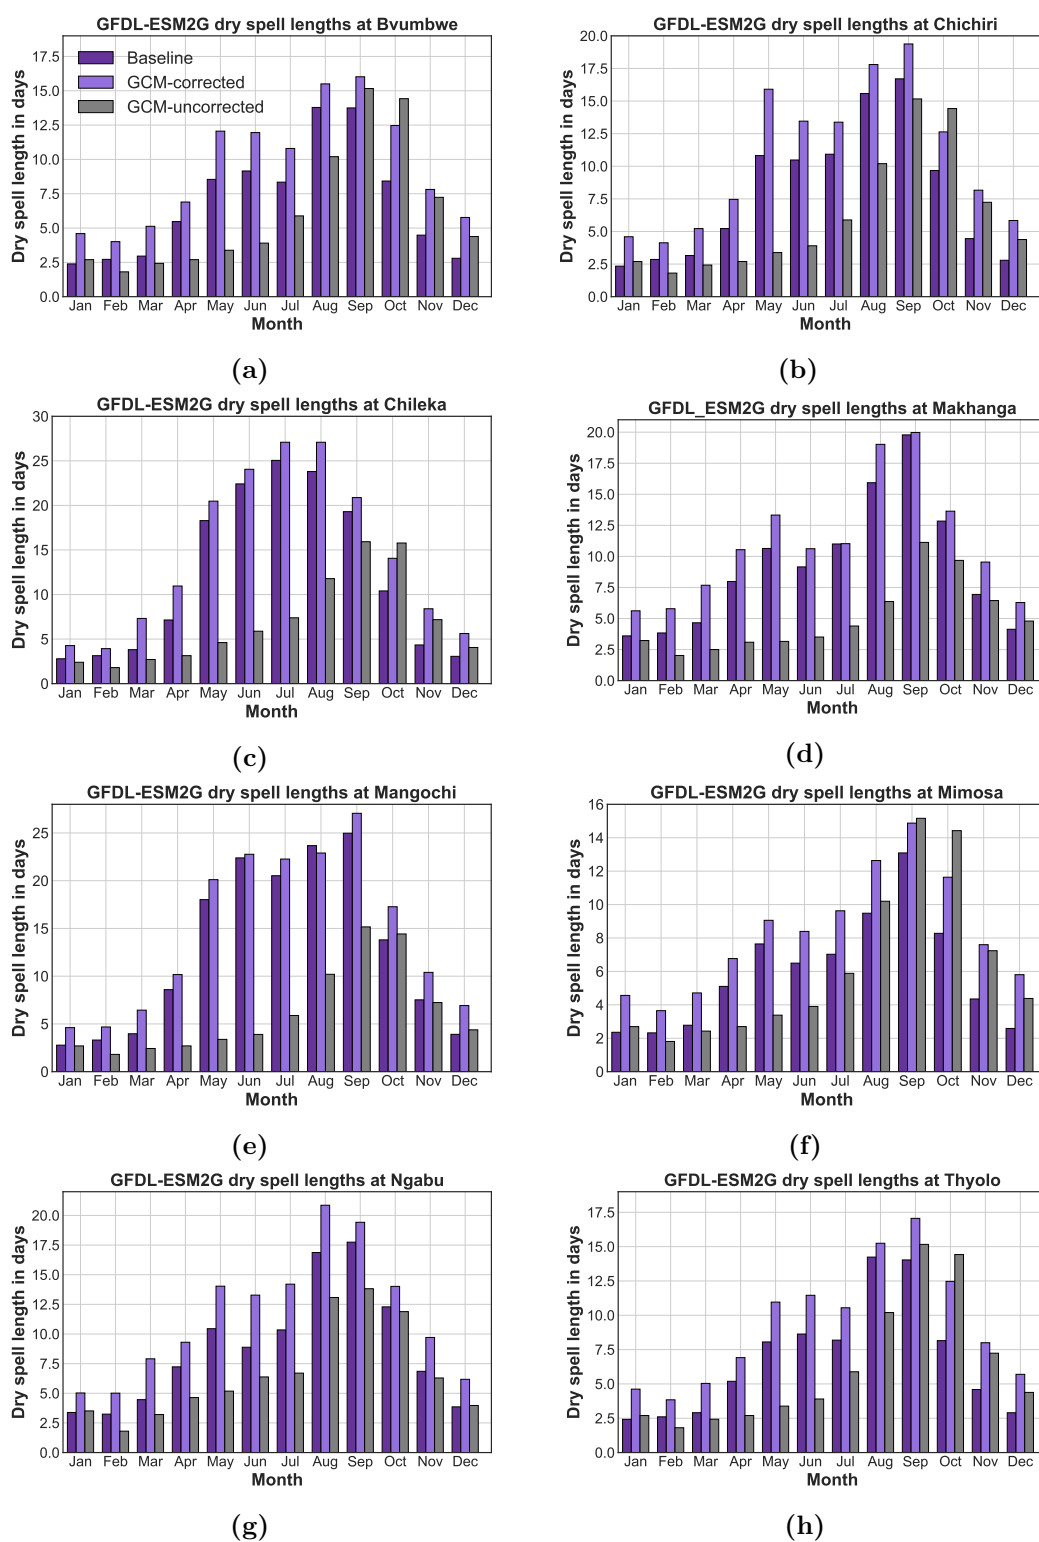 GFDL-ESM2G dry spell lengths at Bvumbwe
Dry spell length in days
17.5
15.0
12.5
10.0
7.5
5.0
2.5
0.0
Baseline
GCM-corrected
GCM-uncorrected
Jan Feb Mar Apr May Jun Jul Aug Sep Oct Nov Dec
Month
(a)
GFDL-ESM2G dry spell lengths at Chichiri
Dry spell length in days
20.0
17.5
15.0
12.5
10.0
7.5
5.0
2.5
0.0
Jan Feb Mar Apr May Jun Jul Aug Sep Oct Nov Dec
Month
(b)
GFDL-ESM2G dry spell lengths at Chileka
Dry spell length in days
30
25
20
15
10
5
0
Jan Feb Mar Apr May Jun Jul Aug Sep Oct Nov Dec
Month
(c)
GFDL_ESM2G dry spell lengths at Makhanga
Dry spell length in days
20.0
17.5
15.0
12.5
10.0
7.5
5.0
2.5
0.0
Jan Feb Mar Apr May Jun Jul Aug Sep Oct Nov Dec
Month
(d)
GFDL-ESM2G dry spell lengths at Mangochi
Dry spell length in days
25
20
15
10
5
0
Jan Feb Mar Apr May Jun Jul Aug Sep Oct Nov Dec
Month
(e)
GFDL-ESM2G dry spell lengths at Mimosa
Dry spell length in days
16
14
12
10
8
6
4
2
0
Jan Feb Mar Apr May Jun Jul Aug Sep Oct Nov Dec
Month
(f)
GFDL-ESM2G dry spell lengths at Ngabu
Dry spell length in days
20.0
17.5
15.0
12.5
10.0
7.5
5.0
2.5
0.0
Jan Feb Mar Apr May Jun Jul Aug Sep Oct Nov Dec
Month
(g)
GFDL-ESM2G dry spell lengths at Thyolo
Dry spell length in days
17.5
15.0
12.5
10.0
7.5
5.0
2.5
0.0
Jan Feb Mar Apr May Jun Jul Aug Sep Oct Nov Dec
Month
(h)